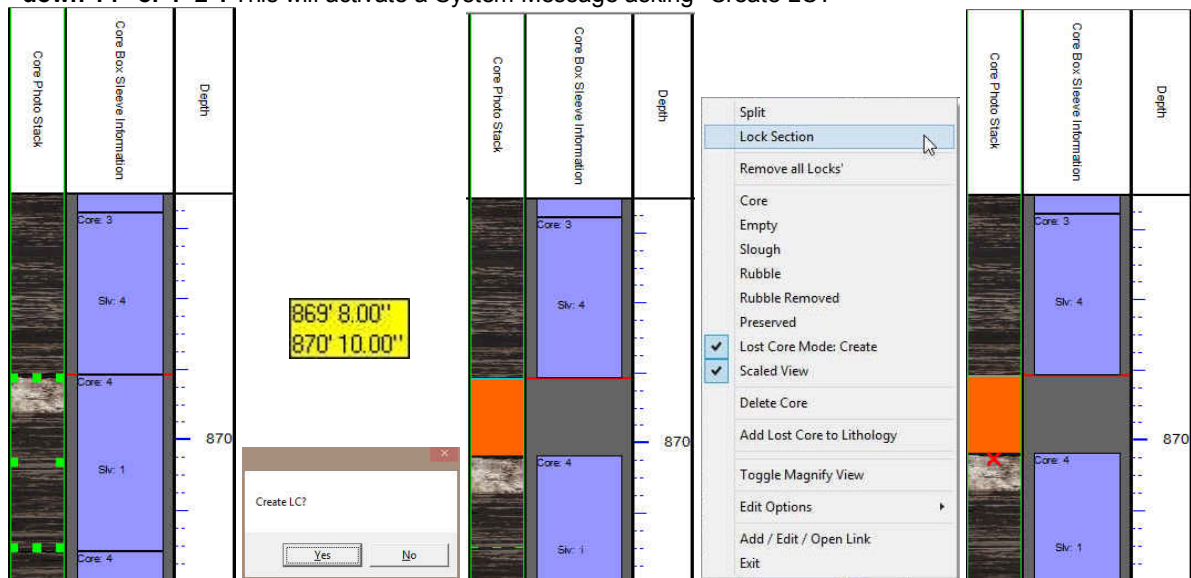 This will activate a System Message asking "Create LC?"
Core Photo Stack
Core Box Sleeve Information
Depth
Core: 3
Slv: 4
Core: 4
870
Slv: 1
Core: 4
869' 8.00"
870' 10.00"
Create LC?
Yes
No
Core Photo Stack
Core Box Sleeve Information
Depth
Core: 3
Slv: 4
870
Core: 4
Slv: 1
Split
Lock Section
Remove all Locks'
Core
Empty
Slough
Rubble
Rubble Removed
Preserved
Lost Core Mode: Create
Scaled View
Delete Core
Add Lost Core to Lithology
Toggle Magnify View
Edit Options
Add / Edit / Open Link
Exit
Core Photo Stack
Core Box Sleeve Information
Depth
Core: 3
Slv: 4
870
Core: 4
Slv: 1